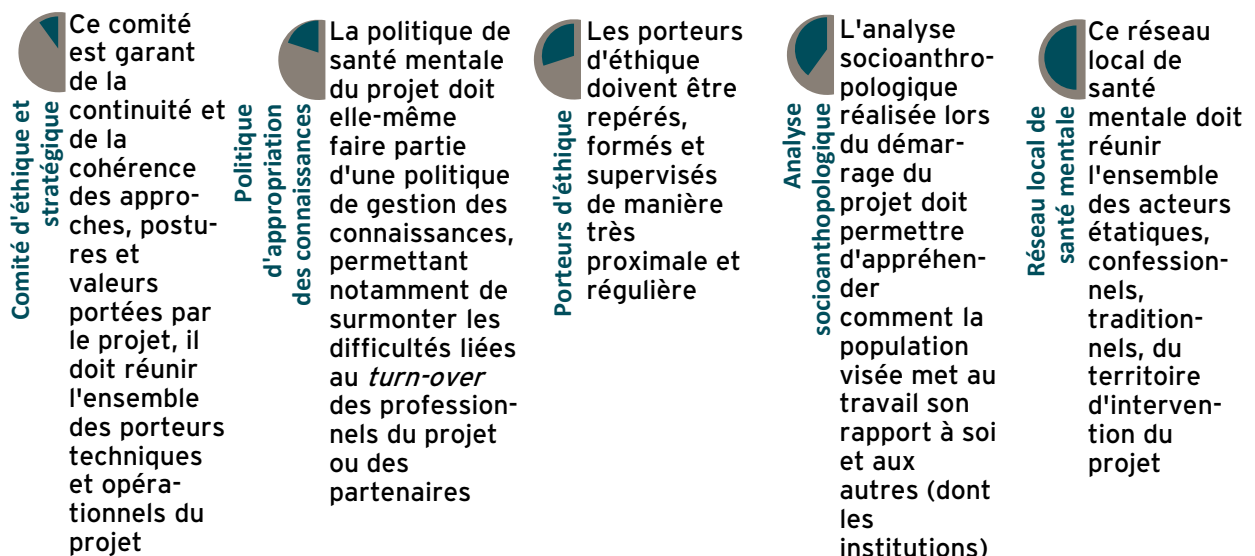 Comité d'éthique et
stratégique
Ce comité
est garant
de la
continuité et
de la
cohérence
des appro-
ches, postu-
res et
valeurs
portées par
le projet, il
doit réunir
l'ensemble
des porteurs
techniques
et opéra-
tionnels du
projet
Politique
d'appropriation
des connaissances
La politique de
santé mentale
du projet doit
elle-même
faire partie
d'une politique
de gestion des
connaissances,
permettant
notamment de
surmonter les
difficultés liées
au turn-over
des profession-
nels du projet
ou des
partenaires
Porteurs d'éthique
Les porteurs
d'éthique
doivent être
repérés,
formés et
supervisés
de manière
très
proximale et
régulière
Analyse
socioanthopologique
L'analyse
socioanthro-
pologique
réalisée lors
du démar-
rage du
projet doit
permettre
d'appréhen-
der
comment la
population
visée met au
travail son
rapport à soi
et aux
autres (dont
les
institutions)
Réseau local de
santé mentale
Ce réseau
local de
santé
mentale doit
réunir
l'ensemble
des acteurs
étatiques,
confession-
nels,
tradition-
nels, du
territoire
d'interven-
tion du
projet